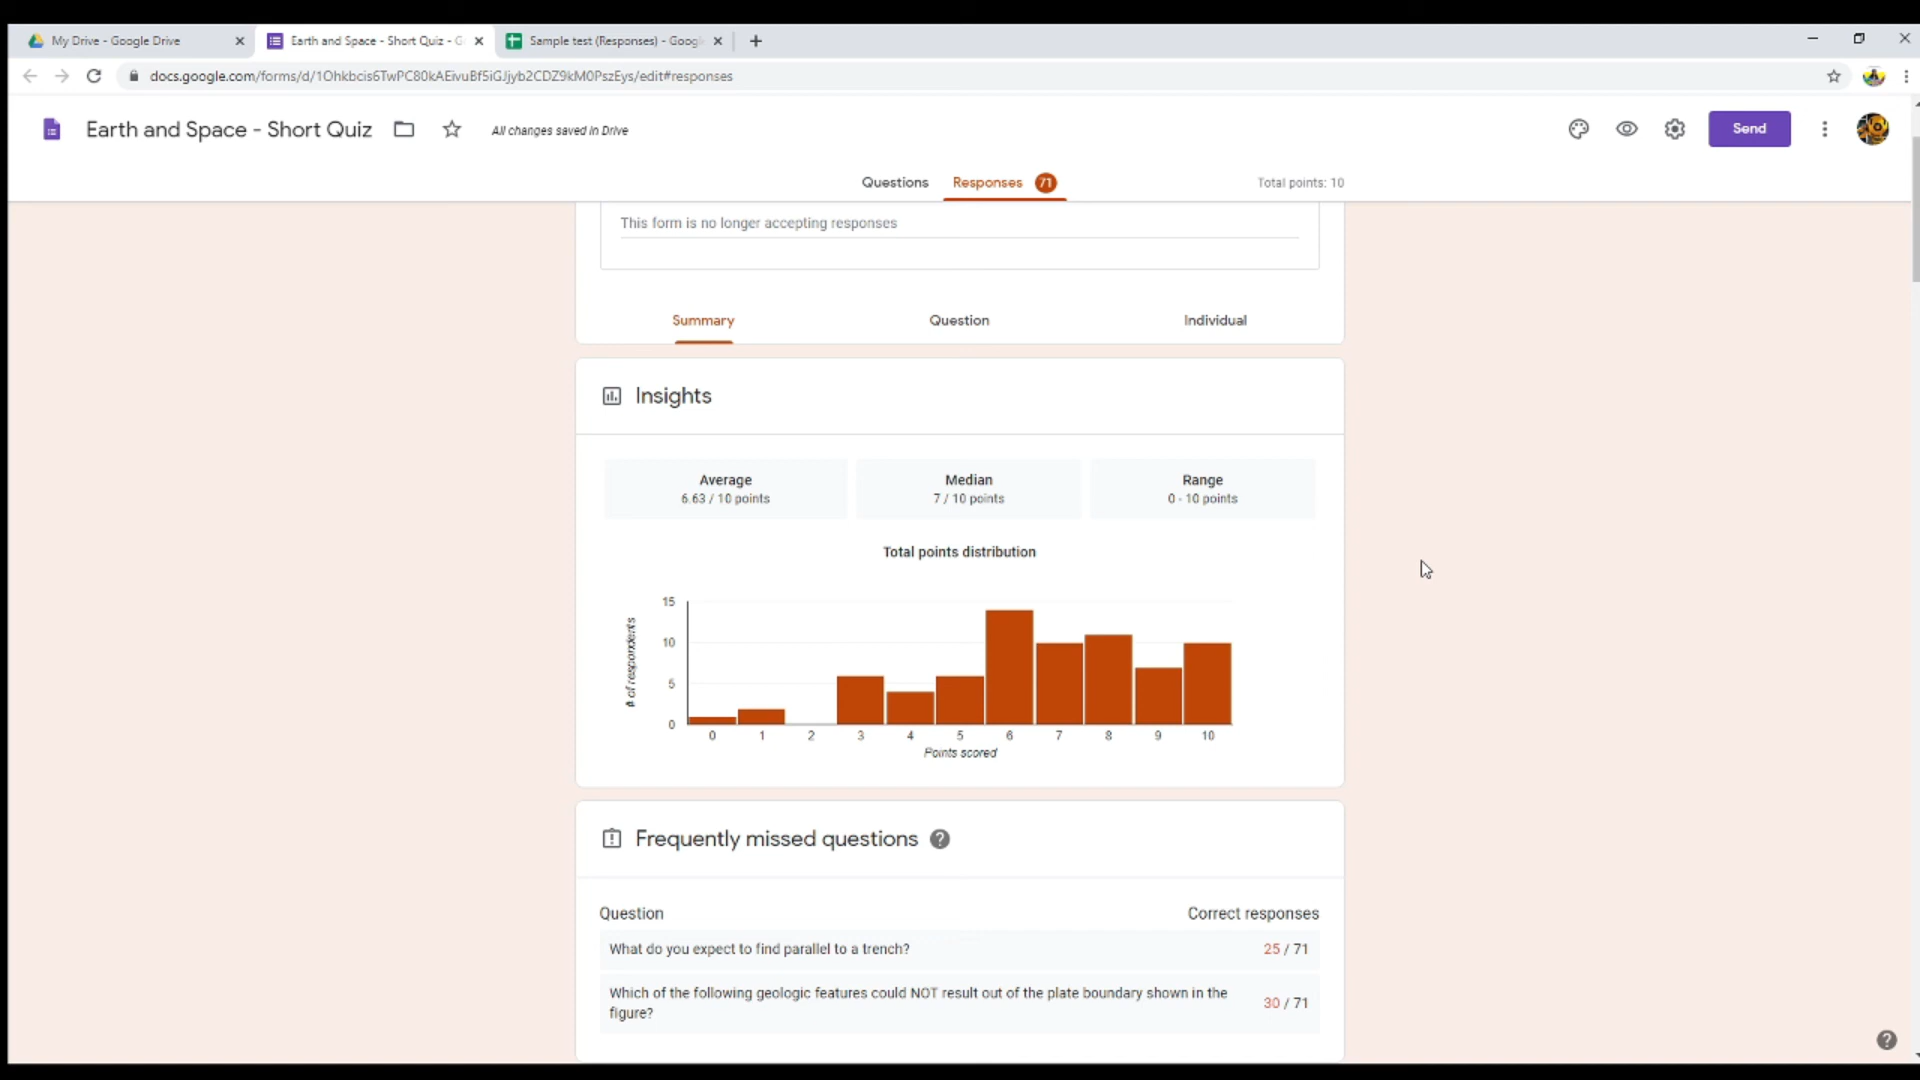 My Drive - Google Drive
Earth and Space - Short Quiz - G
Sample test (Responses) - Googl
docs.google.com/forms/d/1Ohkbcis6TwPC80kAEivuBf5iGJjyb2CDZ9kM0PszEys/edit#responses
Earth and Space - Short Quiz
All changes saved in Drive
Send
Questions
Responses 71
Total points: 10
This form is no longer accepting responses
Summary
Question
Individual
Insights
Average
6.63 / 10 points
Median
7 / 10 points
Range
0 - 10 points
Total points distribution
# of respondents
15
10
5
0
0 1 2 3 4 5 6 7 8 9 10
Points scored
Frequently missed questions
Question
Correct responses
What do you expect to find parallel to a trench?
25 / 71
Which of the following geologic features could NOT result out of the plate boundary shown in the
figure?
30 / 71